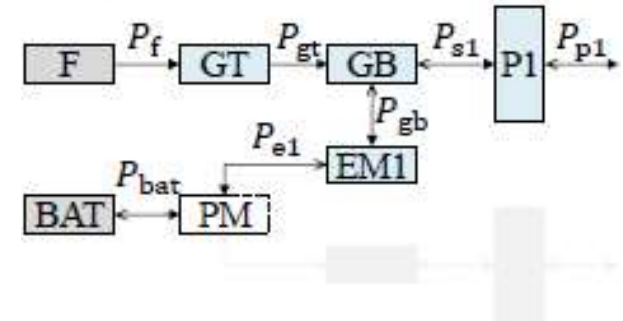 P_f P_gt P_s1 P_p1
F GT GB P1
P_gb
P_e1
EM1
P_bat
BAT PM